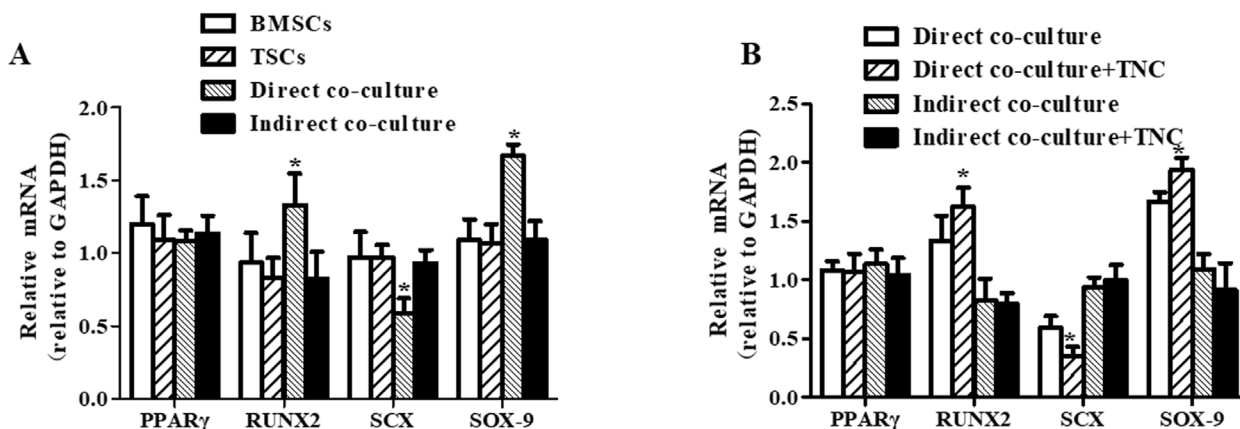 A
BMSCs
TSCs
Direct co-culture
Indirect co-culture
Relative mRNA
(relative to GAPDH)
2.0
1.5
1.0
0.5
0.0
*
*
*
PPARγ RUNX2 SCX SOX-9
B
Direct co-culture
Direct co-culture+TNC
Indirect co-culture
Indirect co-culture+TNC
Relative mRNA
(relative to GAPDH)
2.5
2.0
1.5
1.0
0.5
0.0
*
*
*
PPARγ RUNX2 SCX SOX-9